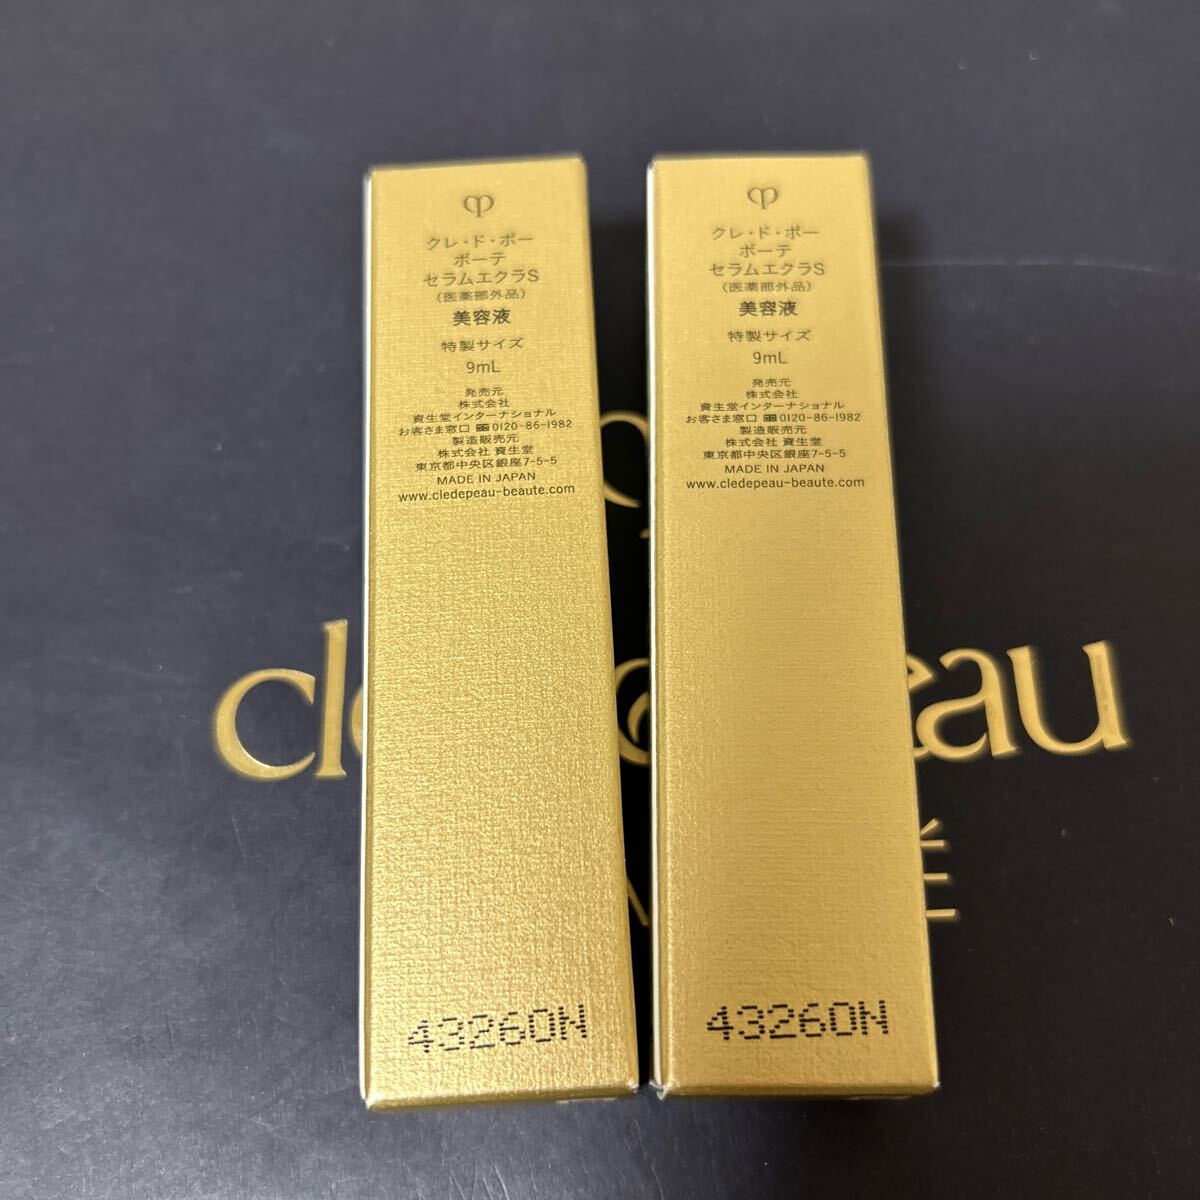 クレ・ド・ポー
ボーテ
セラムエクラS
(医薬部外品)
美容液
特製サイズ
9mL
発売元
株式会社
資生堂インターナショナル
お客さま窓口 0120-86-1982
製造販売元
株式会社 資生堂
東京都中央区銀座7-5-5
MADE IN JAPAN
www.cledepeau-beaute.com
43260N
クレ・ド・ポー
ボーテ
セラムエクラS
(医薬部外品)
美容液
特製サイズ
9mL
発売元
株式会社
資生堂インターナショナル
お客さま窓口 0120-86-1982
製造販売元
株式会社 資生堂
東京都中央区銀座7-5-5
MADE IN JAPAN
www.cledepeau-beaute.com
43260N